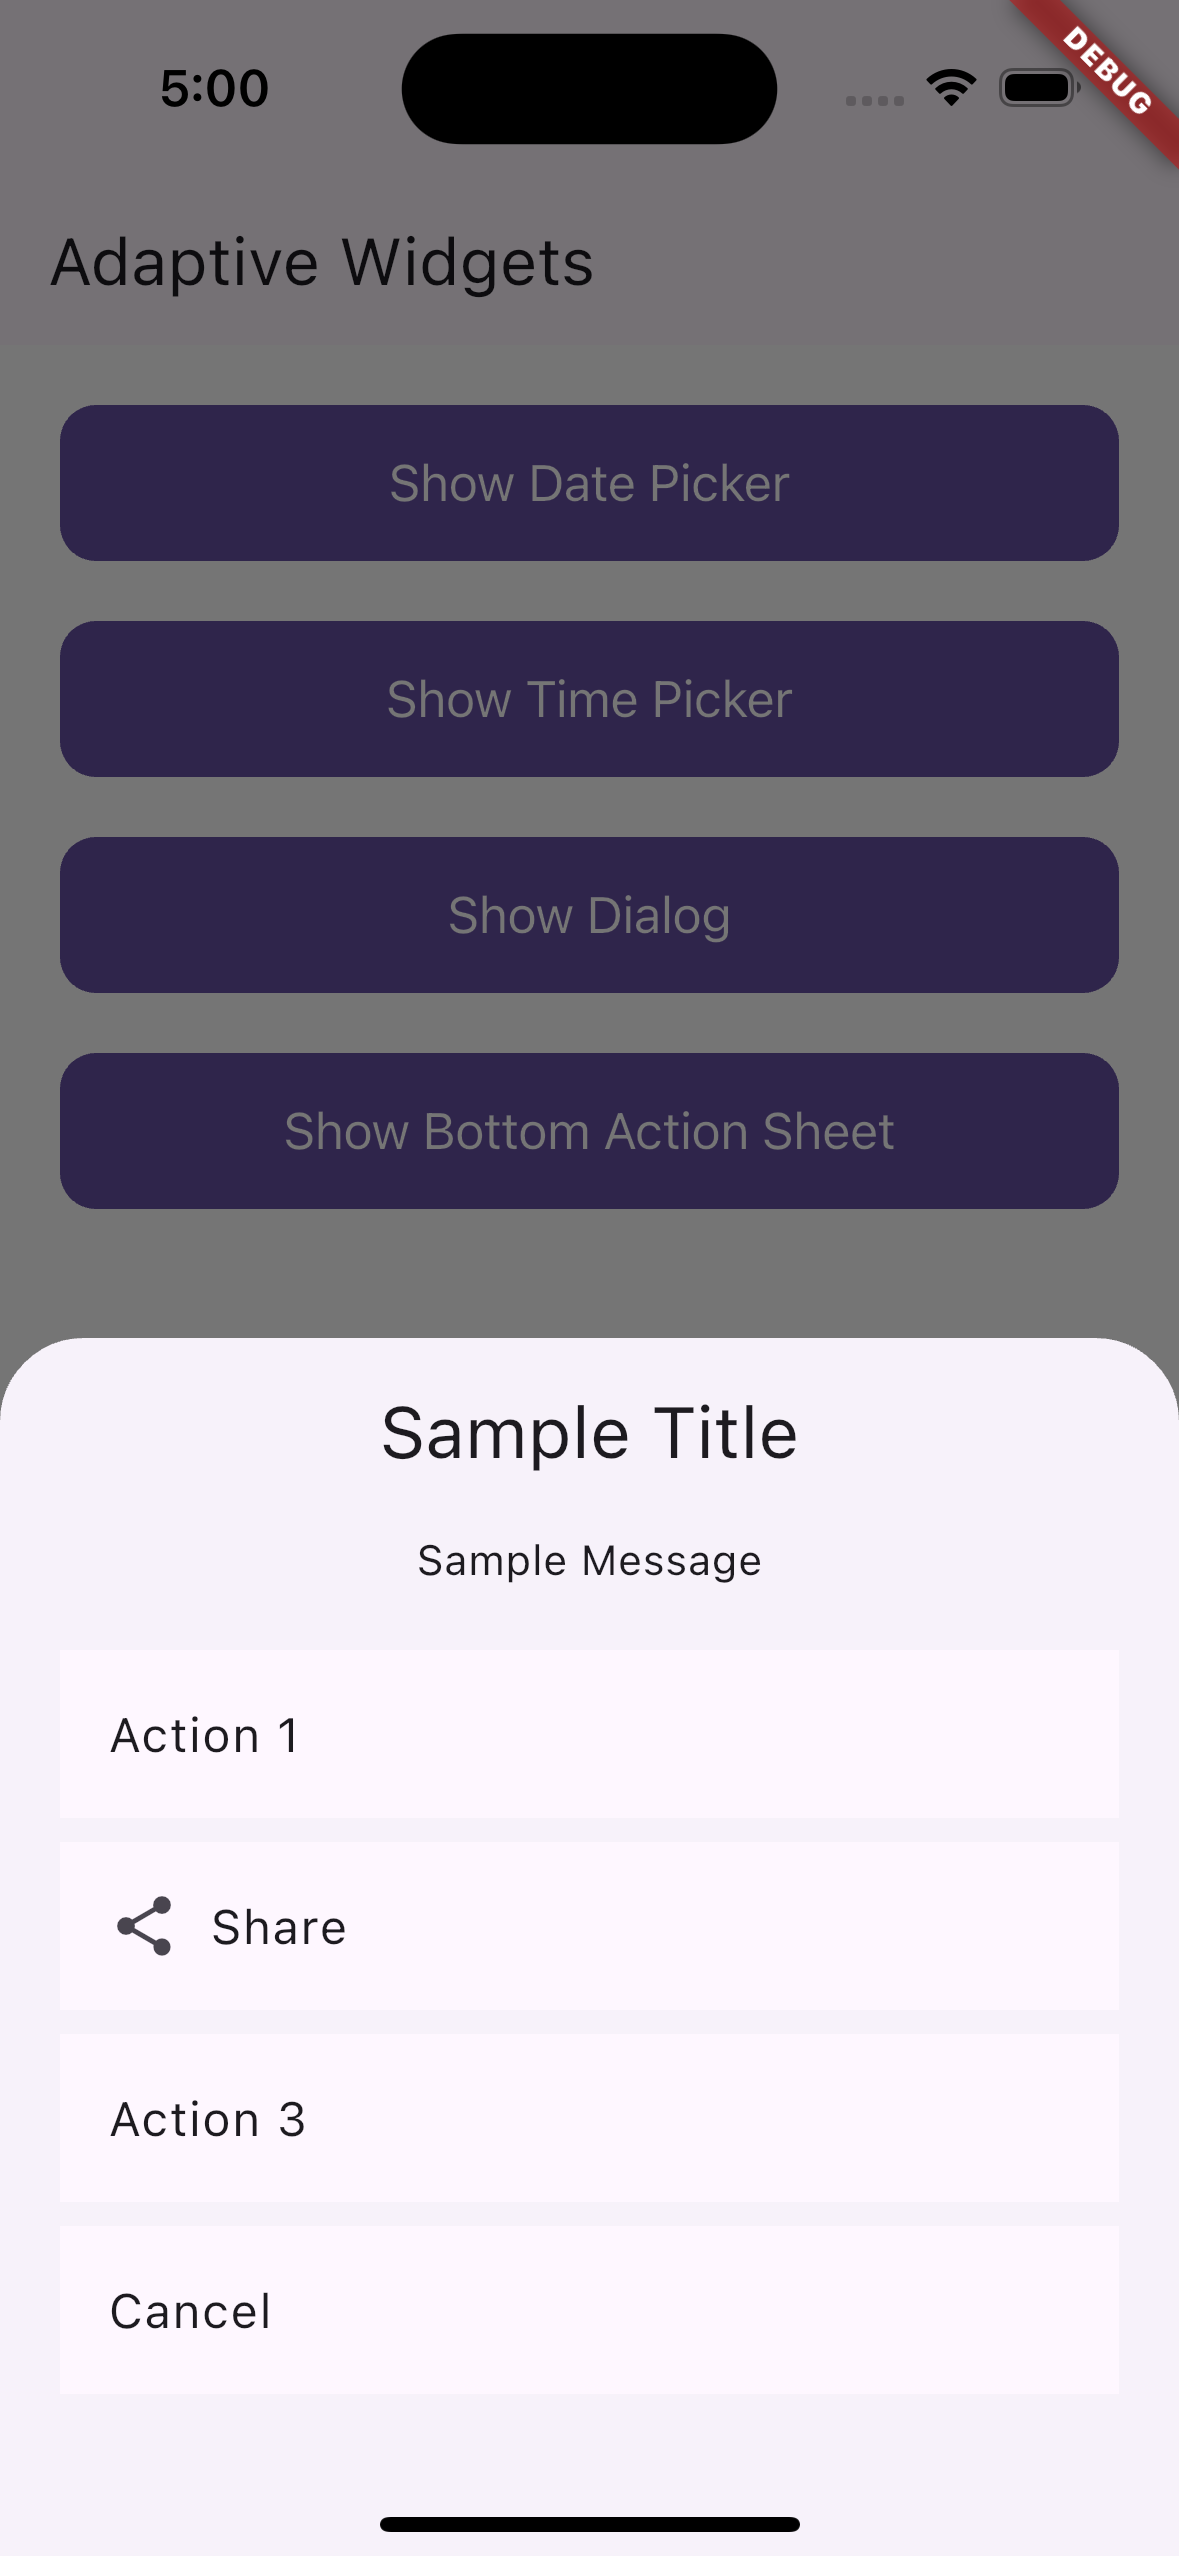 5:00
DEBUG
Adaptive Widgets
Show Date Picker
Show Time Picker
Show Dialog
Show Bottom Action Sheet
Sample Title
Sample Message
Action 1
Share
Action 3
Cancel